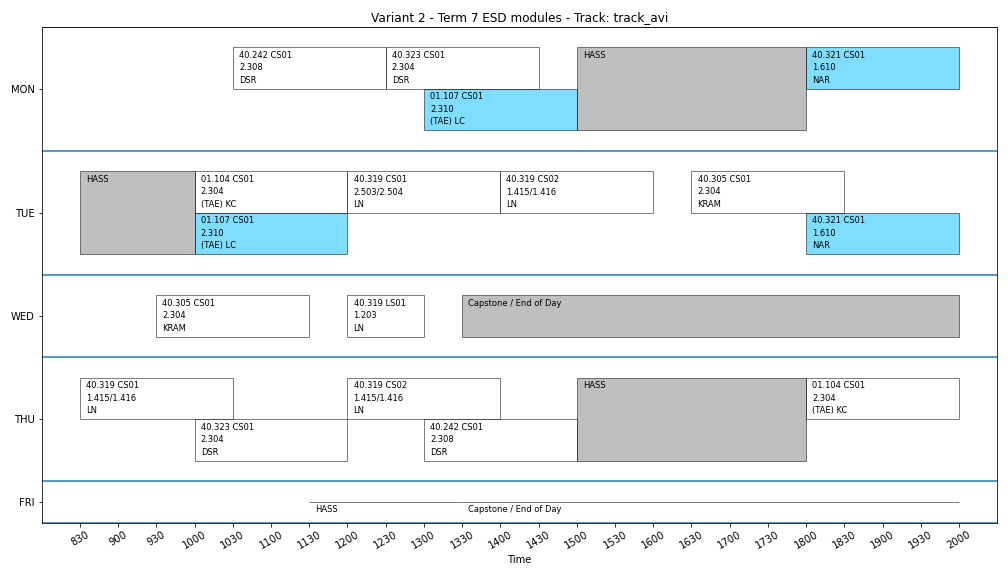 Variant 2 - Term 7 ESD modules - Track: track_avi
MON
40.242 CS01
2.308
DSR
40.323 CS01
2.304
DSR
HASS
40.321 CS01
1.610
NAR
01.107 CS01
2.310
(TAE) LC
TUE
HASS
01.104 CS01
2.304
(TAE) KC
40.319 CS01
2.503/2.504
LN
40.319 CS02
1.415/1.416
LN
40.305 CS01
2.304
KRAM
01.107 CS01
2.310
(TAE) LC
40.321 CS01
1.610
NAR
WED
40.305 CS01
2.304
KRAM
40.319 LS01
1.203
LN
Capstone / End of Day
THU
40.319 CS01
1.415/1.416
LN
40.319 CS02
1.415/1.416
LN
HASS
01.104 CS01
2.304
(TAE) KC
40.323 CS01
2.304
DSR
40.242 CS01
2.308
DSR
FRI
HASS
Capstone / End of Day
830 900 930 1000 1030 1100 1130 1200 1230 1300 1330 1400 1430 1500 1530 1600 1630 1700 1730 1800 1830 1900 1930 2000
Time